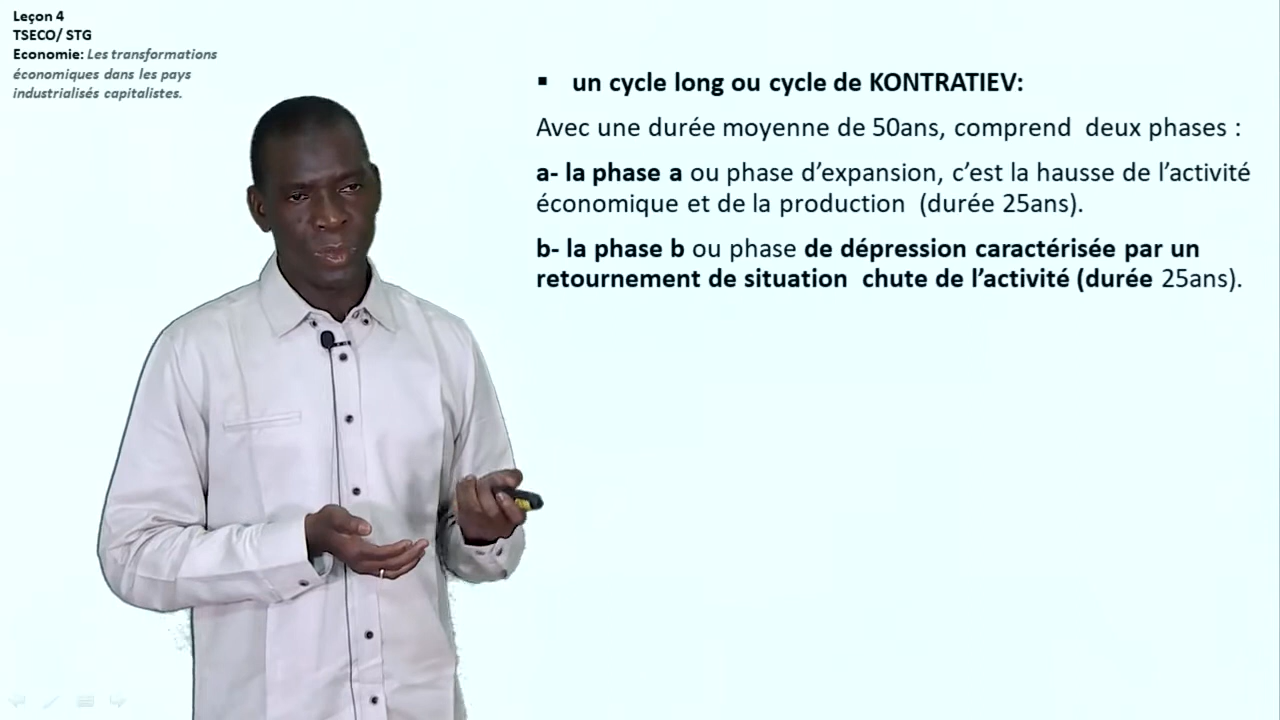 Leçon 4
TSECO/ STG
Economie: Les transformations
économiques dans les pays
industrialisés capitalistes.
▪ un cycle long ou cycle de KONTRATIEV:
Avec une durée moyenne de 50ans, comprend deux phases :
a- la phase a ou phase d’expansion, c’est la hausse de l’activité
économique et de la production (durée 25ans).
b- la phase b ou phase de dépression caractérisée par un
retournement de situation chute de l’activité (durée 25ans).